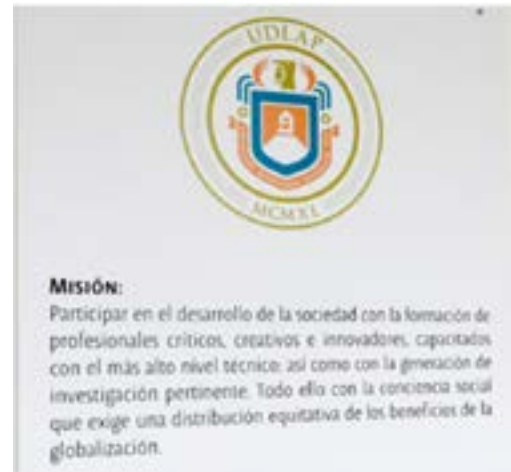 UDLAP
MCMXL
MISIÓN:
Participar en el desarrollo de la sociedad con la formación de
profesionales críticos, creativos e innovadores, capacitados
con el más alto nivel técnico; así como con la generación de
investigación pertinente. Todo ello con la conciencia social
que exige una distribución equitativa de los beneficios de la
globalización.